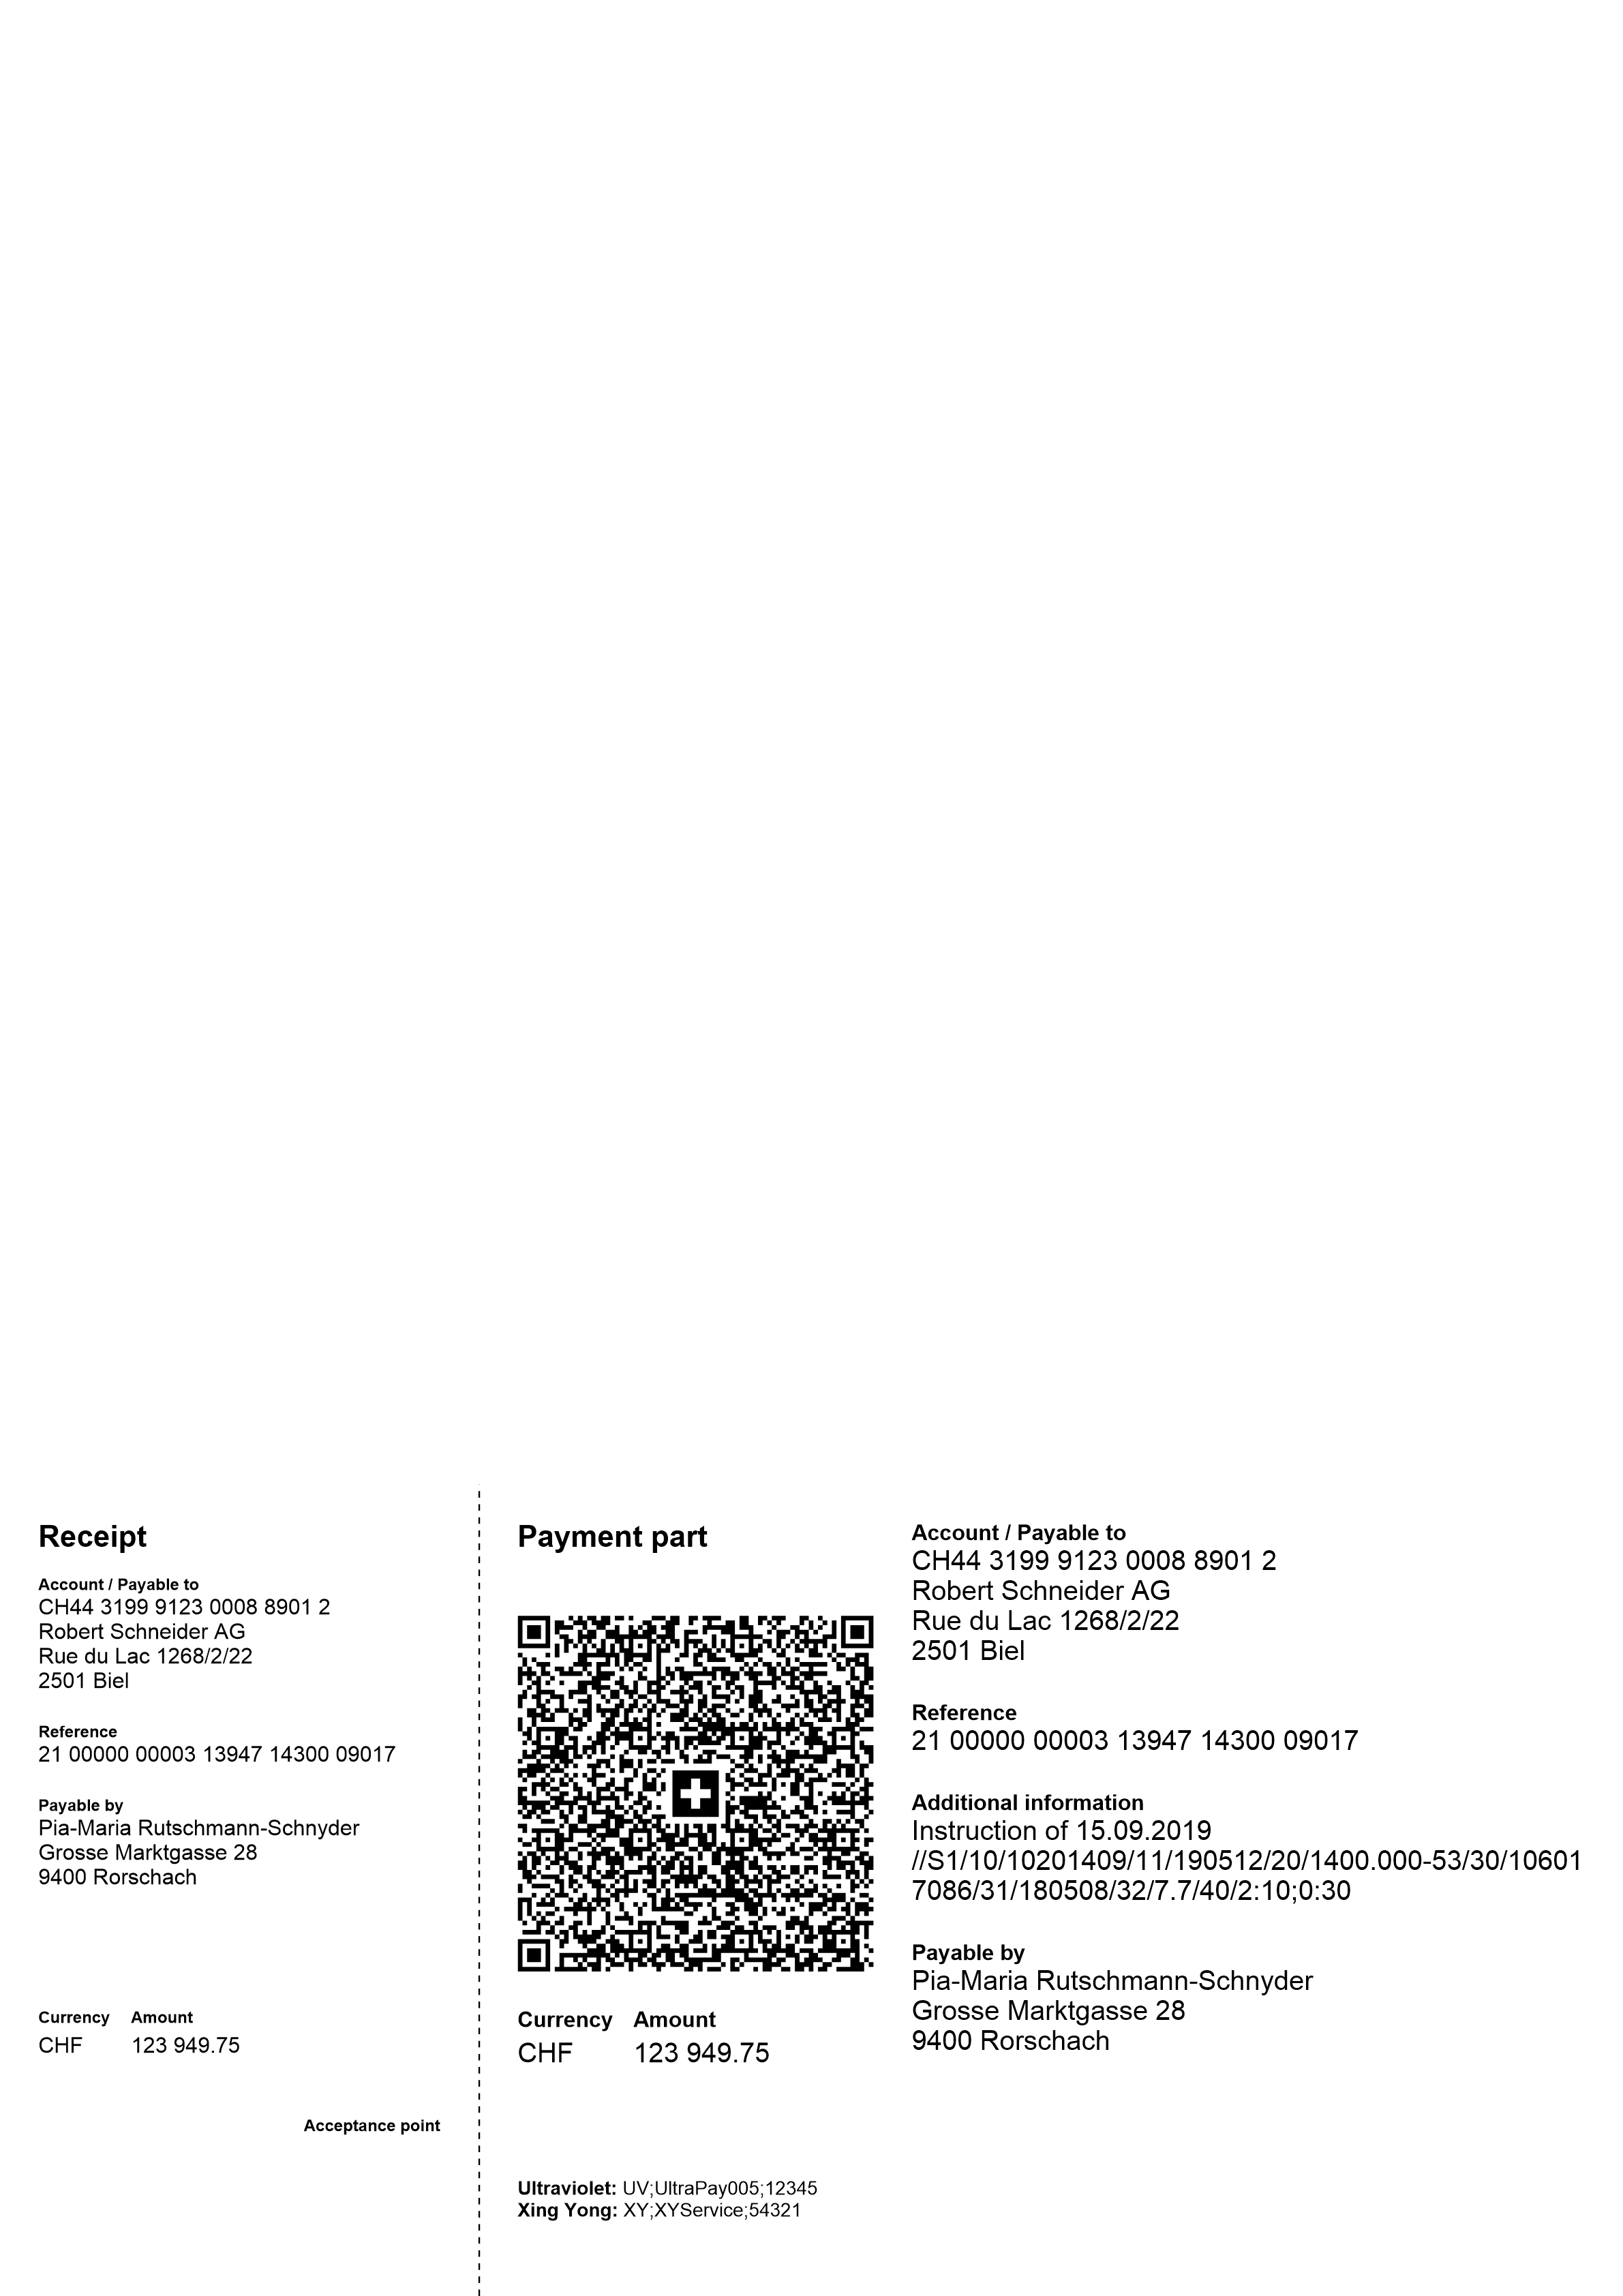 Receipt
Account / Payable to
CH44 3199 9123 0008 8901 2
Robert Schneider AG
Rue du Lac 1268/2/22
2501 Biel
Reference
21 00000 00003 13947 14300 09017
Payable by
Pia-Maria Rutschmann-Schnyder
Grosse Marktgasse 28
9400 Rorschach
Currency Amount
CHF 123 949.75
Acceptance point
Payment part
Currency Amount
CHF 123 949.75
Ultraviolet: UV;UltraPay005;12345
Xing Yong: XY;XYService;54321
Account / Payable to
CH44 3199 9123 0008 8901 2
Robert Schneider AG
Rue du Lac 1268/2/22
2501 Biel
Reference
21 00000 00003 13947 14300 09017
Additional information
Instruction of 15.09.2019
//S1/10/10201409/11/190512/20/1400.000-53/30/10601
7086/31/180508/32/7.7/40/2:10;0:30
Payable by
Pia-Maria Rutschmann-Schnyder
Grosse Marktgasse 28
9400 Rorschach